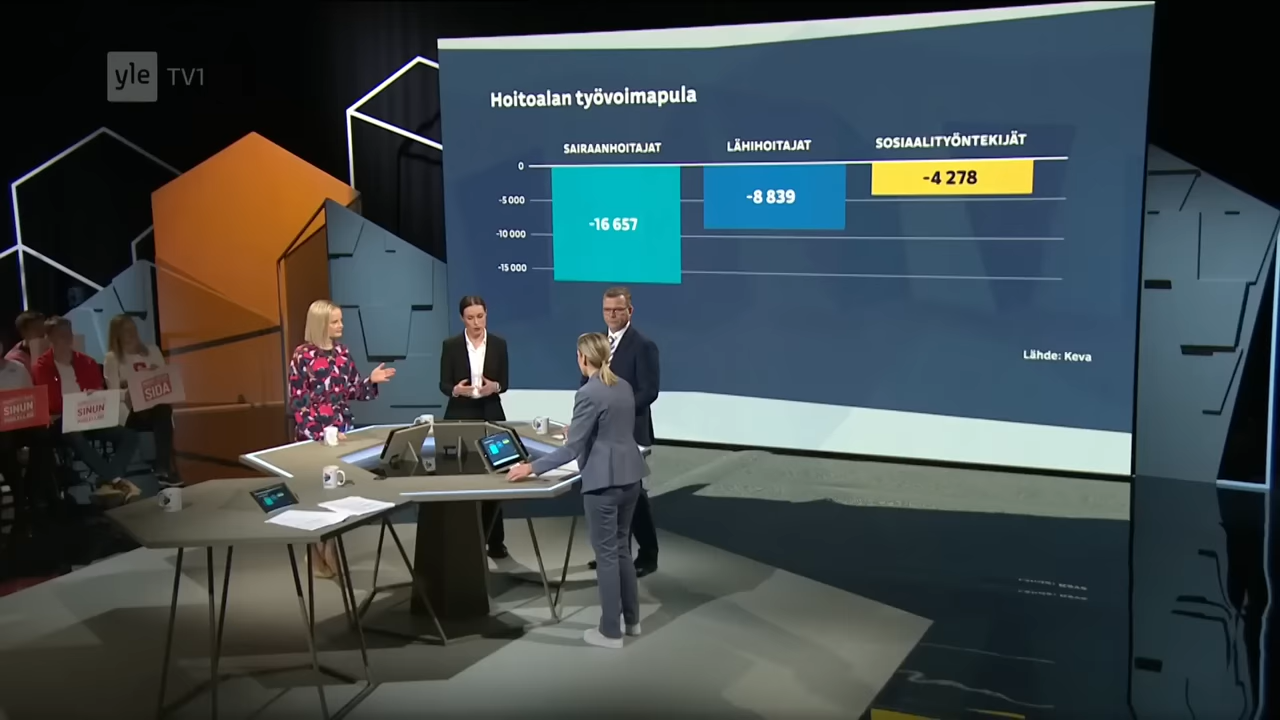 yle TV1
Hoitoalan työvoimapula
SAIRAANHOITAJAT
LÄHIHOITAJAT
SOSIAALITYÖNTEKIJÄT
0
-5 000
-10 000
-15 000
-16 657
-8 839
-4 278
Lähde: Keva
SINUN
SINUN
SIDA